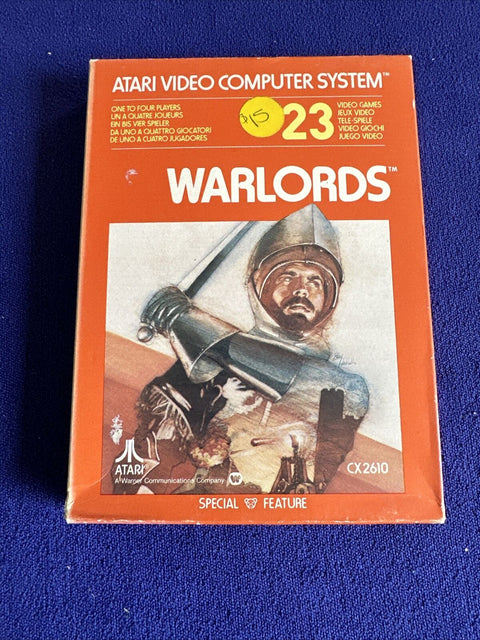 ATARI VIDEO COMPUTER SYSTEM™
ONE TO FOUR PLAYERS
UN A QUATRE JOUEURS
EIN BIS VIER SPIELER
DA UNO A QUATTRO GIOCATORI
DE UNO A CUATRO JUGADORES
$15
23
VIDEO GAMES
JEUX VIDEO
TELE-SPIELE
VIDEO GIOCHI
JUEGO VIDEO
WARLORDS™
ATARI
A Warner Communications Company
CX2610
SPECIAL FEATURE